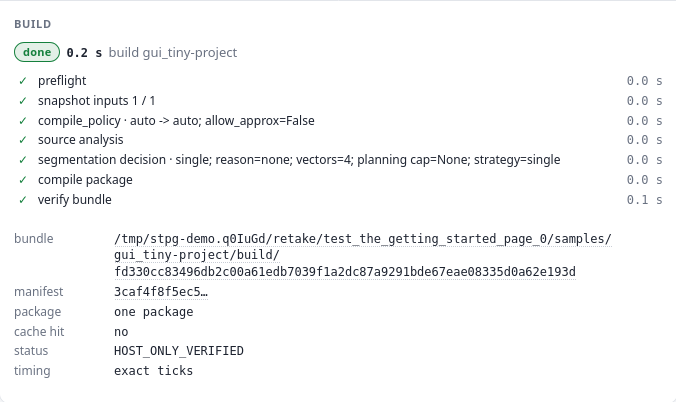 BUILD
done 0.2 s build gui_tiny-project
✓ preflight 0.0 s
✓ snapshot inputs 1 / 1 0.0 s
✓ compile_policy · auto -> auto; allow_approx=False 0.0 s
✓ source analysis 0.0 s
✓ segmentation decision · single; reason=none; vectors=4; planning cap=None; strategy=single 0.0 s
✓ compile package 0.0 s
✓ verify bundle 0.1 s
bundle /tmp/stpg-demo.q0IuGd/retake/test_the_getting_started_page_0/samples/
gui_tiny-project/build/
fd330cc83496db2c00a61edb7039f1a2dc87a9291bde67eae08335d0a62e193d
manifest 3caf4f8f5ec5…
package one package
cache hit no
status HOST_ONLY_VERIFIED
timing exact ticks